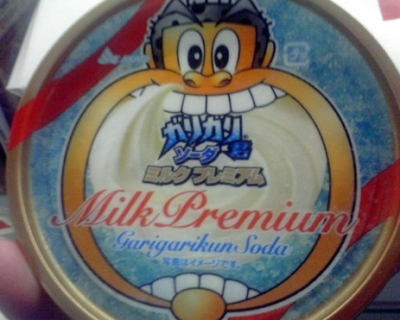 ガリガリ君
ソーダ
ミルクプレミアム
Milk Premium
Garigarikun Soda
写真はイメージです。